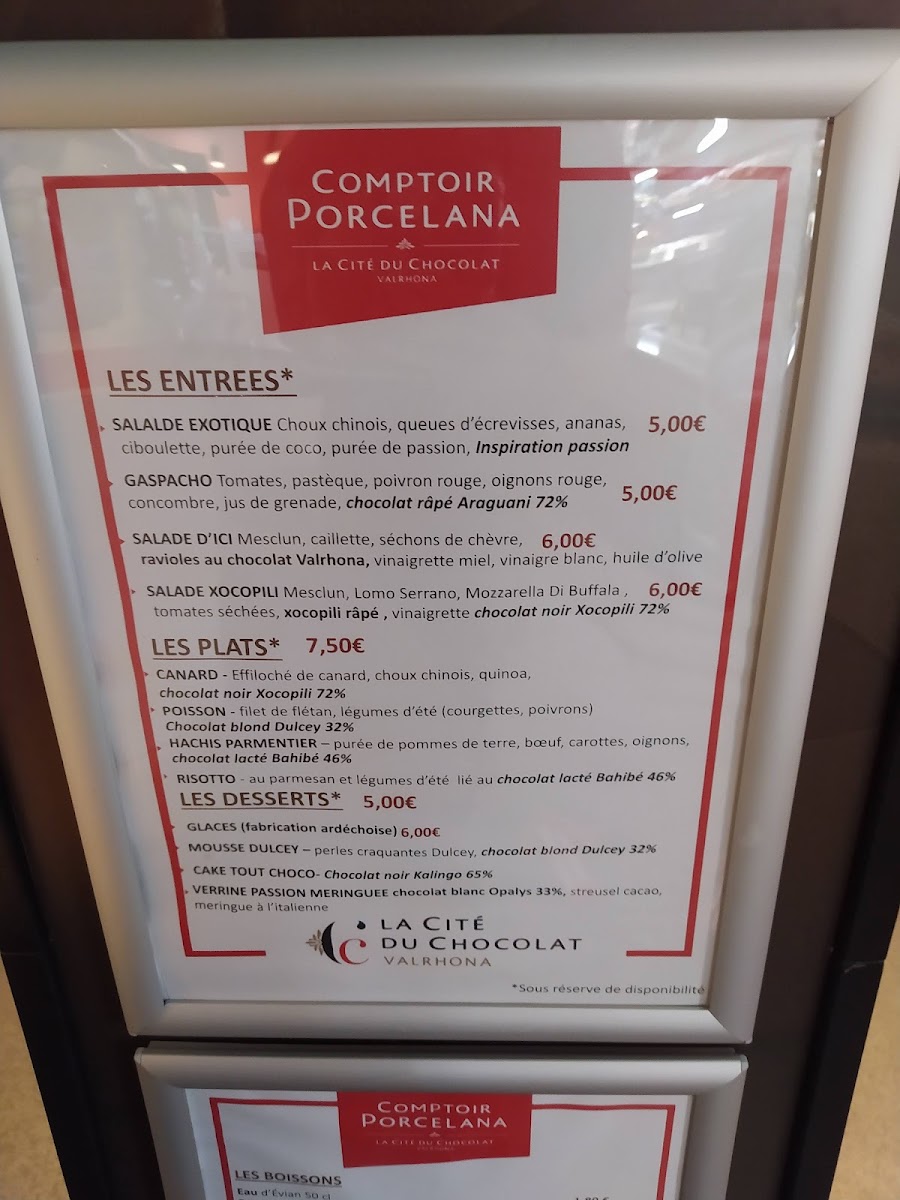 COMPTOIR
PORCELANA
LA CITÉ DU CHOCOLAT
VALRHONA
LES ENTREES*
SALALDE EXOTIQUE Choux chinois, queues d'écrevisses, ananas, 5,00€
ciboulette, purée de coco, purée de passion, Inspiration passion
GASPACHO Tomates, pastèque, poivron rouge, oignons rouge, 5,00€
concombre, jus de grenade, chocolat râpé Araguani 72%
SALADE D'ICI Mesclun, caillette, séchons de chèvre, 6,00€
ravioles au chocolat Valrhona, vinaigrette miel, vinaigre blanc, huile d'olive
SALADE XOCOPILI Mesclun, Lomo Serrano, Mozzarella Di Buffala , 6,00€
tomates séchées, xocopili râpé , vinaigrette chocolat noir Xocopili 72%
LES PLATS* 7,50€
CANARD - Effiloché de canard, choux chinois, quinoa,
chocolat noir Xocopili 72%
POISSON - filet de flétan, légumes d'été (courgettes, poivrons)
Chocolat blond Dulcey 32%
HACHIS PARMENTIER – purée de pommes de terre, bœuf, carottes, oignons,
chocolat lacté Bahibé 46%
RISOTTO - au parmesan et légumes d'été lié au chocolat lacté Bahibé 46%
LES DESSERTS* 5,00€
GLACES (fabrication ardéchoise) 6,00€
MOUSSE DULCEY – perles craquantes Dulcey, chocolat blond Dulcey 32%
CAKE TOUT CHOCO- Chocolat noir Kalingo 65%
VERRINE PASSION MERINGUEE chocolat blanc Opalys 33%, streusel cacao,
meringue à l'italienne
LA CITÉ
DU CHOCOLAT
VALRHONA
*Sous réserve de disponibilité
COMPTOIR
PORCELANA
LA CITÉ DU CHOCOLAT
LES BOISSONS
Eau d'Évian 50 cl